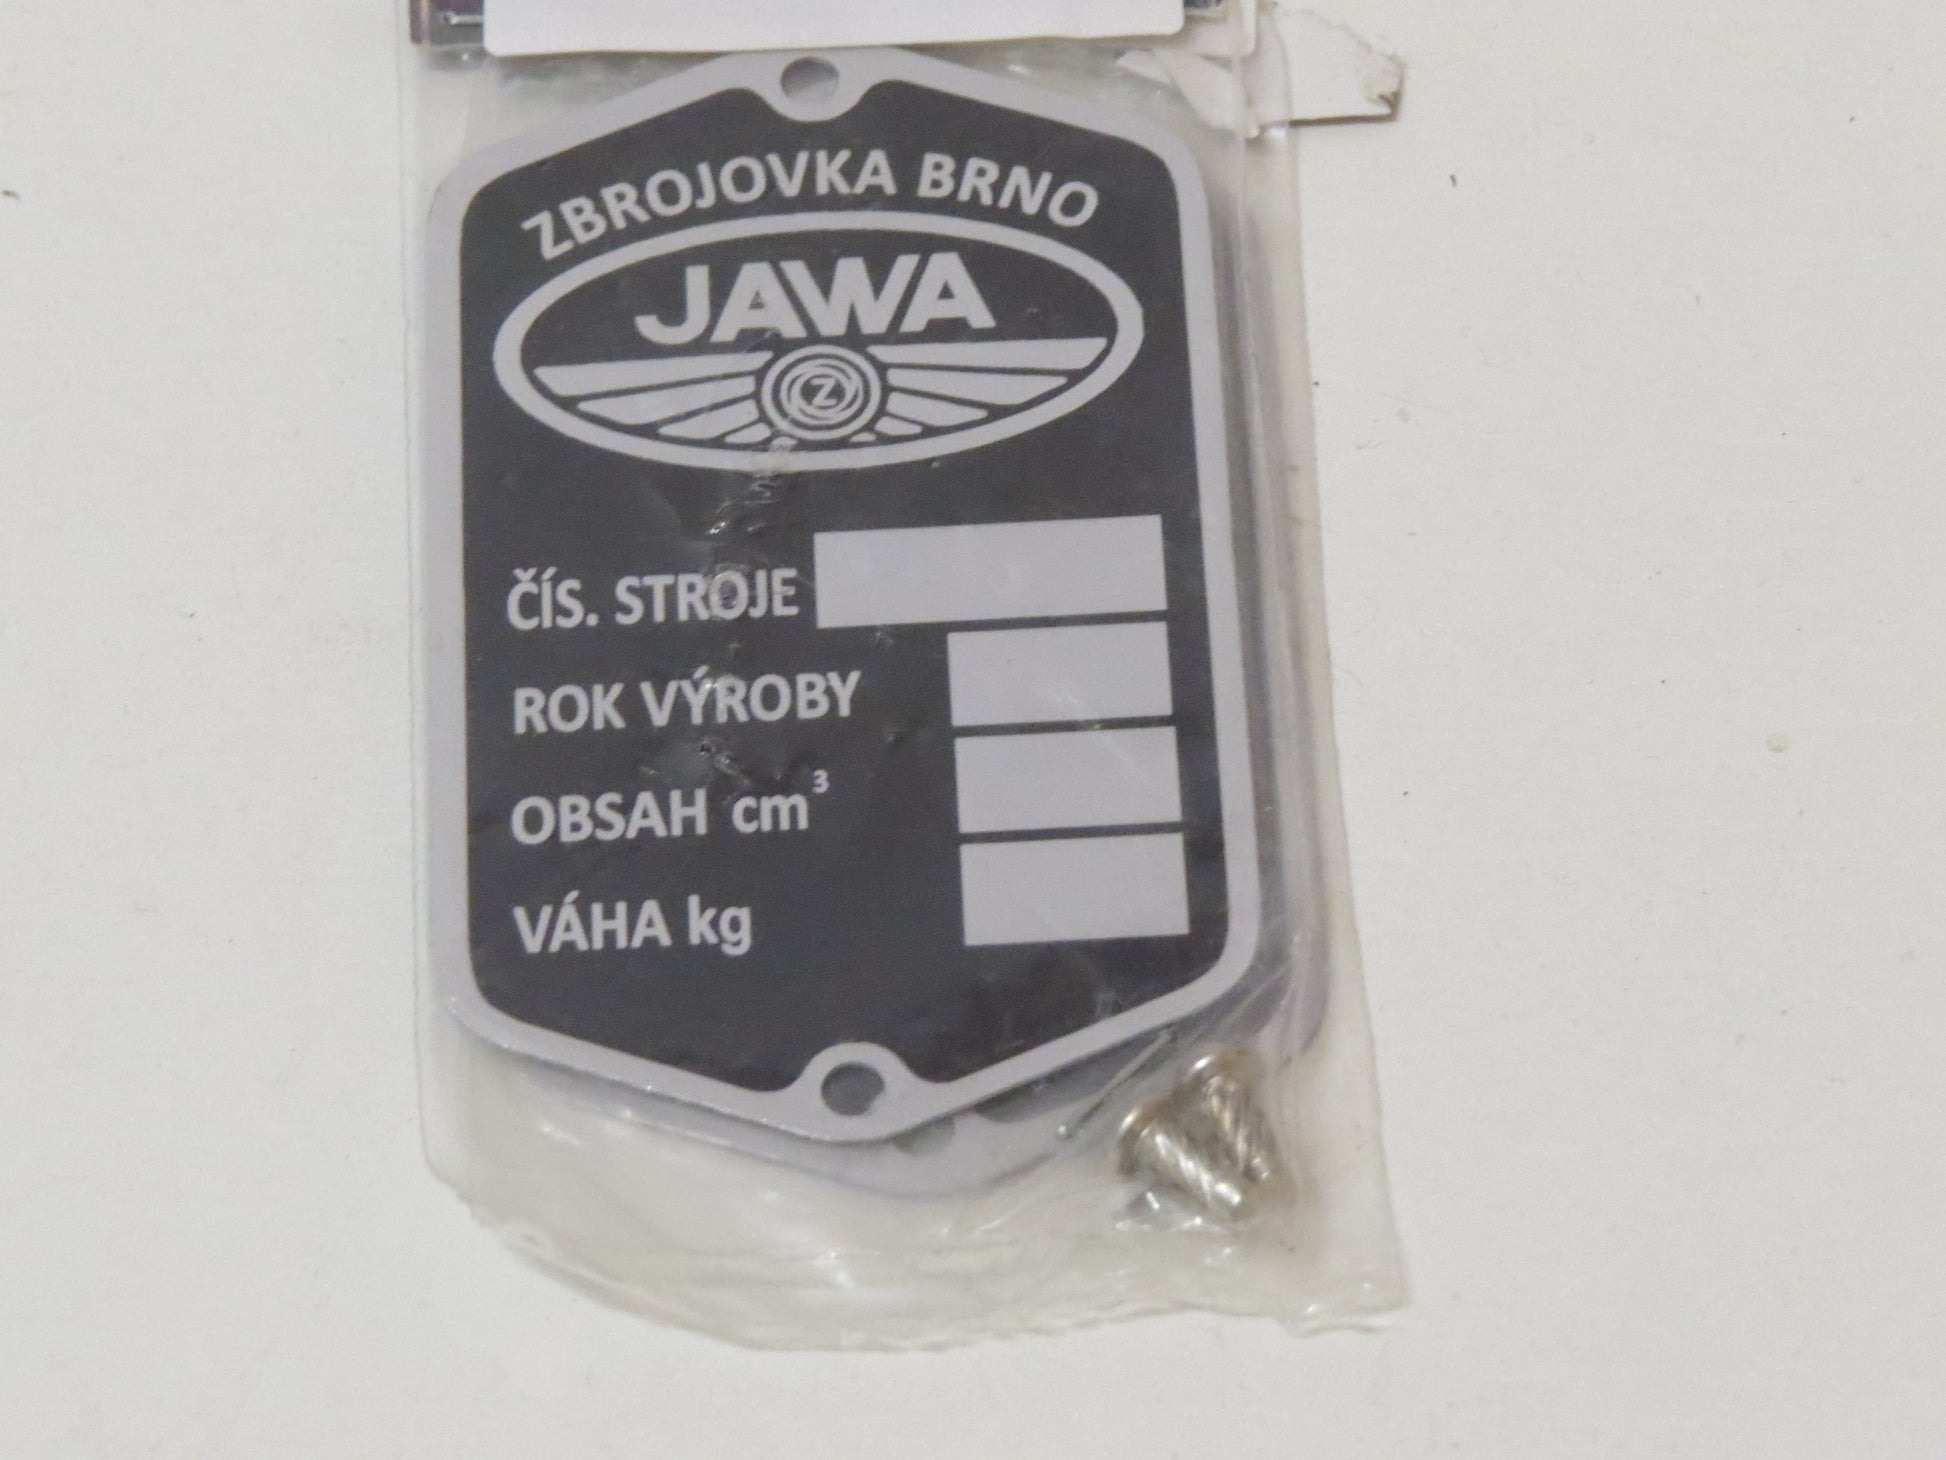 ZBROJOVKA BRNO
JAWA
Z
ČÍS. STROJE
ROK VÝROBY
OBSAH cm³
VÁHA kg